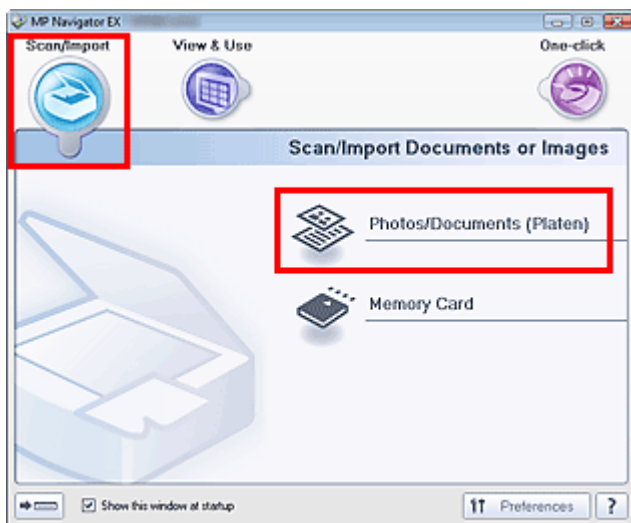 MP Navigator EX
Scan/Import View & Use One-click
Scan/Import Documents or Images
Photos/Documents (Platen)
Memory Card
Show this window at startup Preferences ?